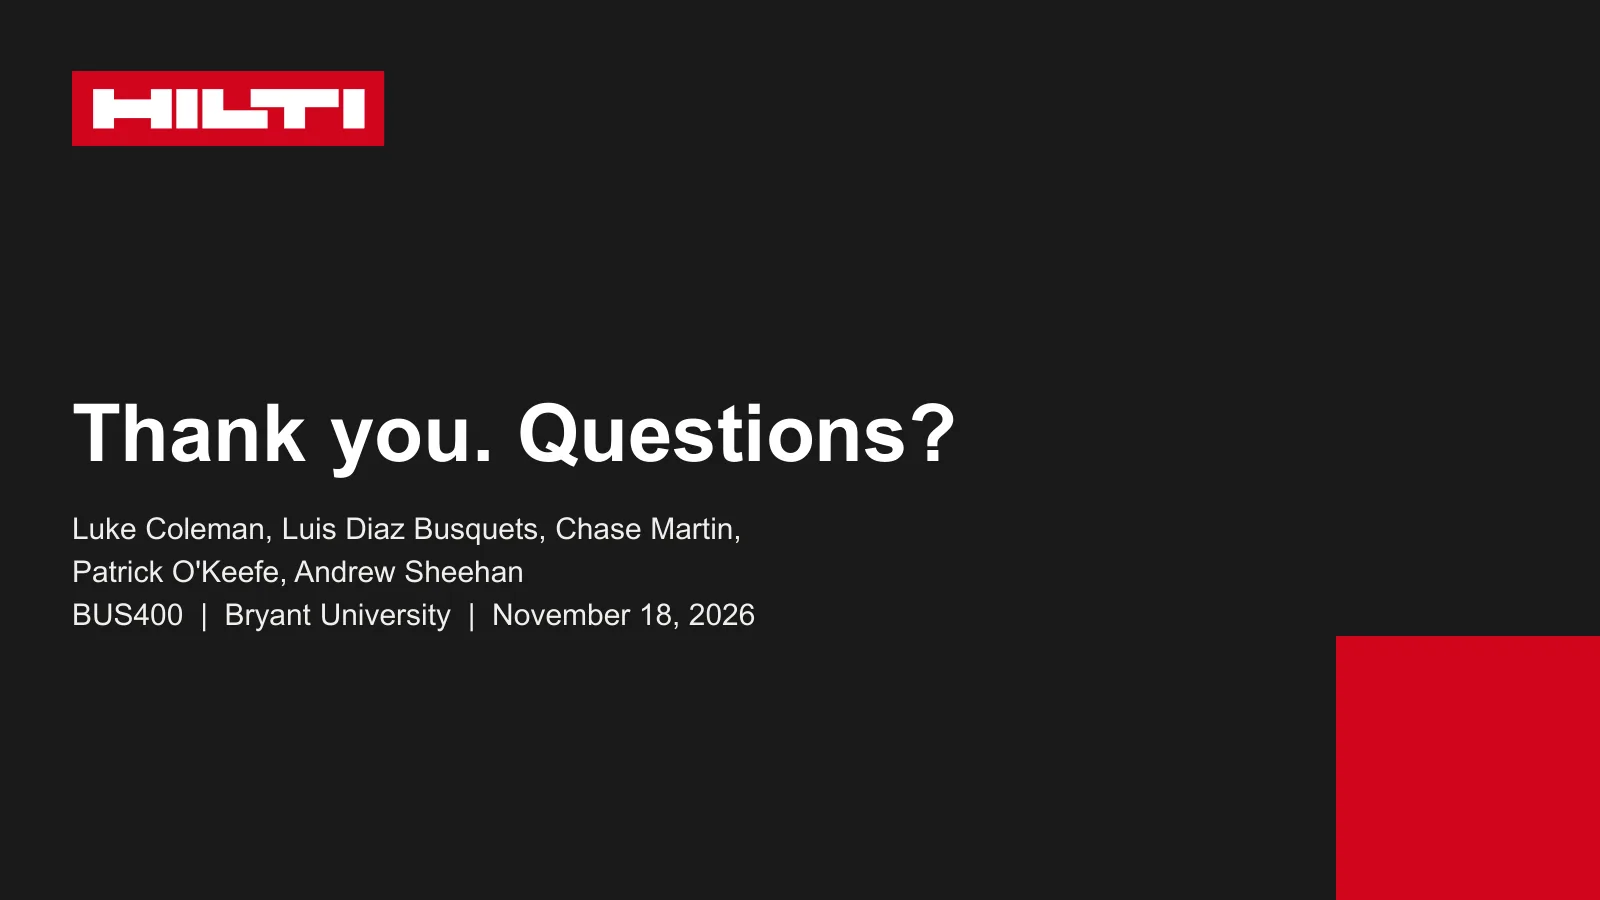 HILTI
Thank you. Questions?
Luke Coleman, Luis Diaz Busquets, Chase Martin,
Patrick O'Keefe, Andrew Sheehan
BUS400 | Bryant University | November 18, 2026